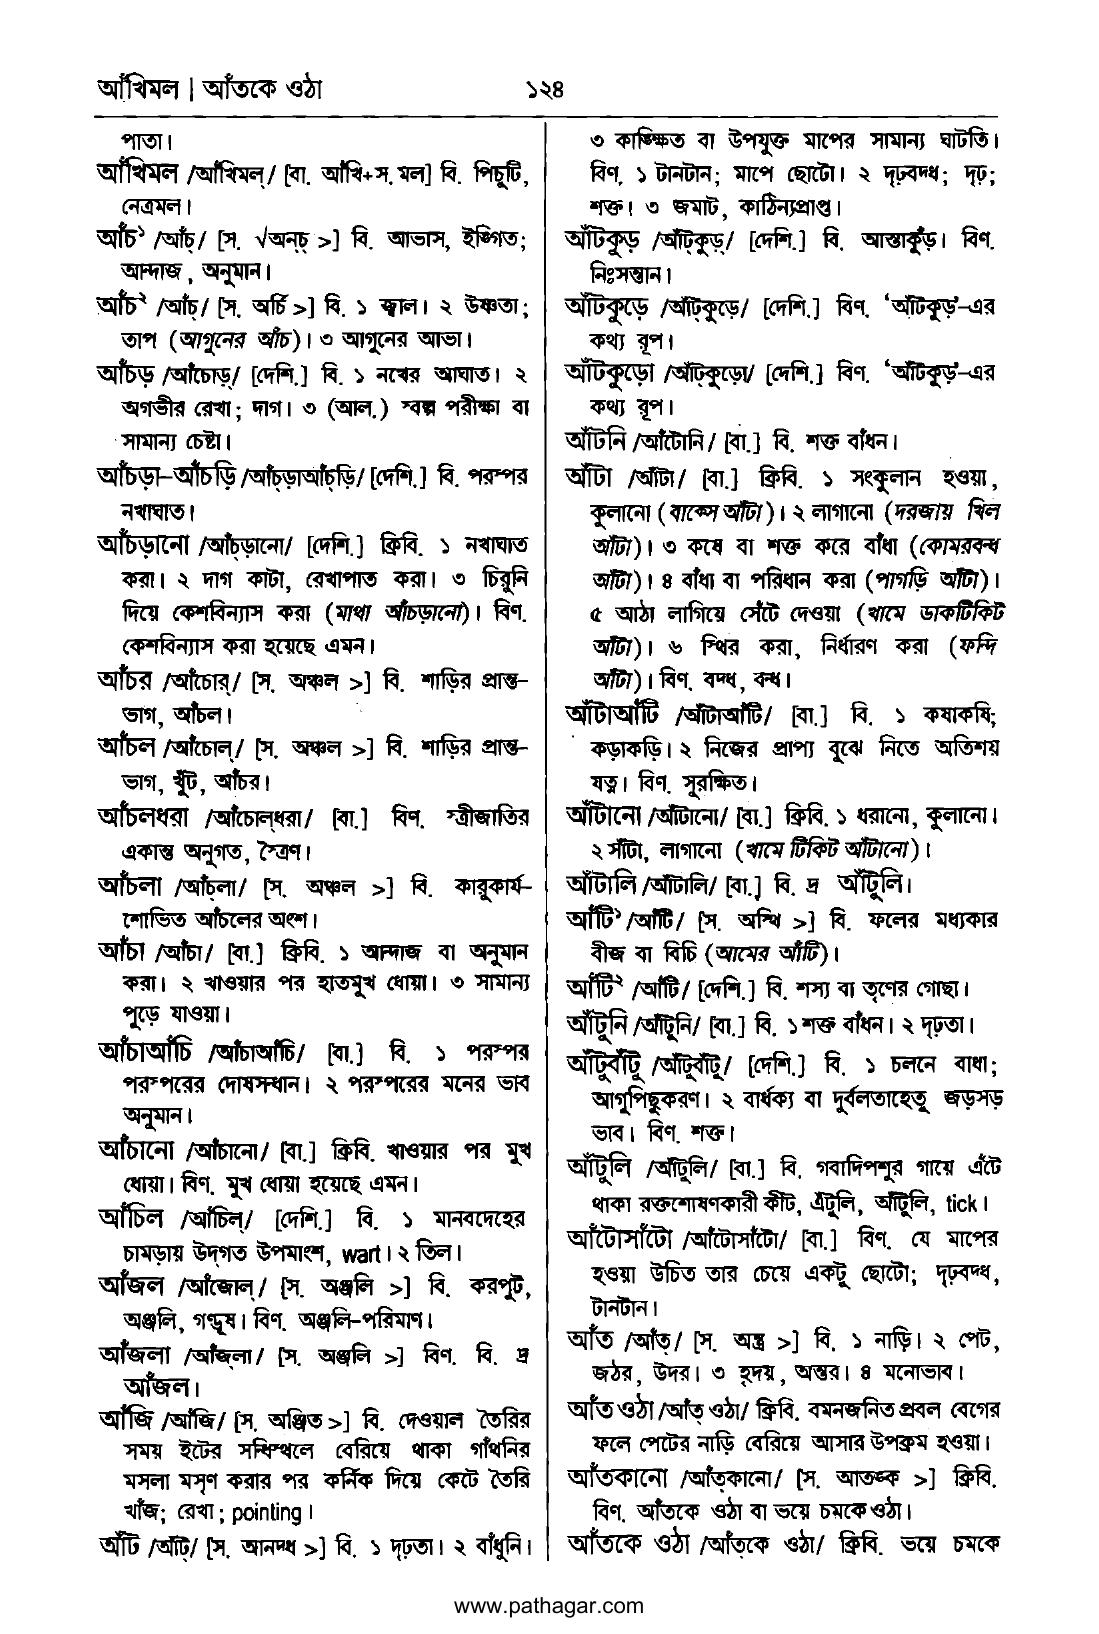 আঁখিমল | আঁতকে ওঠা
১২৪
পাতা।
আঁখিমল /আঁখিমল্/ [বা. আঁখি+স. মল] বি. পিচুটি,
নেত্রমল।
আঁচ১ /আঁচ্/ [স. √অন্চ্ >] বি. আভাস, ইঙ্গিত;
আন্দাজ, অনুমান।
আঁচ২ /আঁচ্/ [স. অর্চি >] বি. ১ জ্বাল। ২ উষ্ণতা;
তাপ (আগুনের আঁচ)। ৩ আগুনের আভা।
আঁচড় /আঁচোড়্/ [দেশি.] বি. ১ নখের আঘাত। ২
অগভীর রেখা; দাগ। ৩ (আল.) স্বল্প পরীক্ষা বা
সামান্য চেষ্টা।
আঁচড়া-আঁচড়ি /আঁচ্ড়াআঁচ্ড়ি/ [দেশি.] বি. পরস্পর
নখাঘাত।
আঁচড়ানো /আঁচ্ড়ানো/ [দেশি.] ক্রিবি. ১ নখাঘাত
করা। ২ দাগ কাটা, রেখাপাত করা। ৩ চিরুনি
দিয়ে কেশবিন্যাস করা (মাথা আঁচড়ানো)। বিণ.
কেশবিন্যাস করা হয়েছে এমন।
আঁচর /আঁচোর্/ [স. অঞ্চল >] বি. শাড়ির প্রান্ত-
ভাগ, আঁচল।
আঁচল /আঁচোল্/ [স. অঞ্চল >] বি. শাড়ির প্রান্ত-
ভাগ, খুঁট, আঁচর।
আঁচলধরা /আঁচোল্ধরা/ [বা.] বিণ. স্ত্রীজাতির
একান্ত অনুগত, স্ত্রৈণ।
আঁচলা /আঁচ্লা/ [স. অঞ্চল >] বি. কারুকার্য-
শোভিত আঁচলের অংশ।
আঁচা /আঁচা/ [বা.] ক্রিবি. ১ আন্দাজ বা অনুমান
করা। ২ খাওয়ার পর হাতমুখ ধোয়া। ৩ সামান্য
পুড়ে যাওয়া।
আঁচাআঁচি /আঁচাআঁচি/ [বা.] বি. ১ পরস্পর
পরস্পরের দোষসন্ধান। ২ পরস্পরের মনের ভাব
অনুমান।
আঁচানো /আঁচানো/ [বা.] ক্রিবি. খাওয়ার পর মুখ
ধোয়া। বিণ. মুখ ধোয়া হয়েছে এমন।
আঁচিল /আঁচিল্/ [দেশি.] বি. ১ মানবদেহের
চামড়ায় উদ্গত উপমাংশ, wart। ২ তিল।
আঁজল /আঁজোল্/ [স. অঞ্জলি >] বি. করপুট,
অঞ্জলি, গণ্ডূষ। বিণ. অঞ্জলি-পরিমাণ।
আঁজলা /আঁজ্লা/ [স. অঞ্জলি >] বিণ. বি. দ্র
আঁজল।
আঁজি /আঁজি/ [স. অঞ্জিত >] বি. দেওয়াল তৈরির
সময় ইটের সন্ধিস্থলে বেরিয়ে থাকা গাঁথনির
মসলা মসৃণ করার পর কর্নিক দিয়ে কেটে তৈরি
খাঁজ; রেখা; pointing।
আঁট /আঁট্/ [স. আনদ্ধ >] বি. ১ দৃঢ়তা। ২ বাঁধুনি।
৩ কাঙ্ক্ষিত বা উপযুক্ত মাপের সামান্য ঘাটতি।
বিণ. ১ টানটান; মাপে ছোটো। ২ দৃঢ়বদ্ধ; দৃঢ়;
শক্ত। ৩ জমাট, কাঠিন্যপ্রাপ্ত।
আঁটকুড় /আঁট্কুড়্/ [দেশি.] বি. আস্তাকুঁড়। বিণ.
নিঃসন্তান।
আঁটকুড়ে /আঁট্কুড়ে/ [দেশি.] বিণ. ‘আঁটকুড়’-এর
কথ্য রূপ।
আঁটকুড়ো /আঁট্কুড়ো/ [দেশি.] বিণ. ‘আঁটকুড়’-এর
কথ্য রূপ।
আঁটনি /আঁটোনি/ [বা.] বি. শক্ত বাঁধন।
আঁটা /আঁটা/ [বা.] ক্রিবি. ১ সংকুলান হওয়া,
কুলানো (বাক্সে আঁটা)। ২ লাগানো (দরজায় খিল
আঁটা)। ৩ কষে বা শক্ত করে বাঁধা (কোমরবন্ধ
আঁটা)। ৪ বাঁধা বা পরিধান করা (পাগড়ি আঁটা)।
৫ আঠা লাগিয়ে সেঁটে দেওয়া (খামে ডাকটিকিট
আঁটা)। ৬ স্থির করা, নির্ধারণ করা (ফন্দি
আঁটা)। বিণ. বদ্ধ, বন্ধ।
আঁটাআঁটি /আঁটাআঁটি/ [বা.] বি. ১ কষাকষি;
কড়াকড়ি। ২ নিজের প্রাপ্য বুঝে নিতে অতিশয়
যত্ন। বিণ. সুরক্ষিত।
আঁটানো /আঁটানো/ [বা.] ক্রিবি. ১ ধরানো, কুলানো।
২ সাঁটা, লাগানো (খামে টিকিট আঁটানো)।
আঁটালি /আঁটালি/ [বা.] বি. দ্র আঁটুলি।
আঁটি১ /আঁটি/ [স. অস্থি >] বি. ফলের মধ্যকার
বীজ বা বিচি (আমের আঁটি)।
আঁটি২ /আঁটি/ [দেশি.] বি. শস্য বা তৃণের গোছা।
আঁটুনি /আঁটুনি/ [বা.] বি. ১ শক্ত বাঁধন। ২ দৃঢ়তা।
আঁটুবাঁটু /আঁটুবাঁটু/ [দেশি.] বি. ১ চলনে বাধা;
আগুপিছুকরণ। ২ বার্ধক্য বা দুর্বলতাহেতু জড়সড়
ভাব। বিণ. শক্ত।
আঁটুলি /আঁটুলি/ [বা.] বি. গবাদিপশুর গায়ে এঁটে
থাকা রক্তশোষণকারী কীট, এঁটুলি, আঁটুলি, tick।
আঁটোসাঁটো /আঁটোসাঁটো/ [বা.] বিণ. যে মাপের
হওয়া উচিত তার চেয়ে একটু ছোটো; দৃঢ়বদ্ধ,
টানটান।
আঁত /আঁত্/ [স. অন্ত্র >] বি. ১ নাড়ি। ২ পেট,
জঠর, উদর। ৩ হৃদয়, অন্তর। ৪ মনোভাব।
আঁত ওঠা /আঁত্ ওঠা/ ক্রিবি. বমনজনিত প্রবল বেগের
ফলে পেটের নাড়ি বেরিয়ে আসার উপক্রম হওয়া।
আঁতকানো /আঁত্কানো/ [স. আতঙ্ক >] ক্রিবি.
বিণ. আঁতকে ওঠা বা ভয়ে চমকে ওঠা।
আঁতকে ওঠা /আঁত্কে ওঠা/ ক্রিবি. ভয়ে চমকে
www.pathagar.com